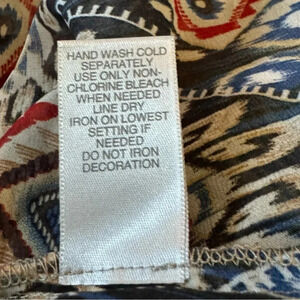 HAND WASH COLD
SEPARATELY
USE ONLY NON-
CHLORINE BLEACH
WHEN NEEDED
LINE DRY
IRON ON LOWEST
SETTING IF
NEEDED
DO NOT IRON
DECORATION